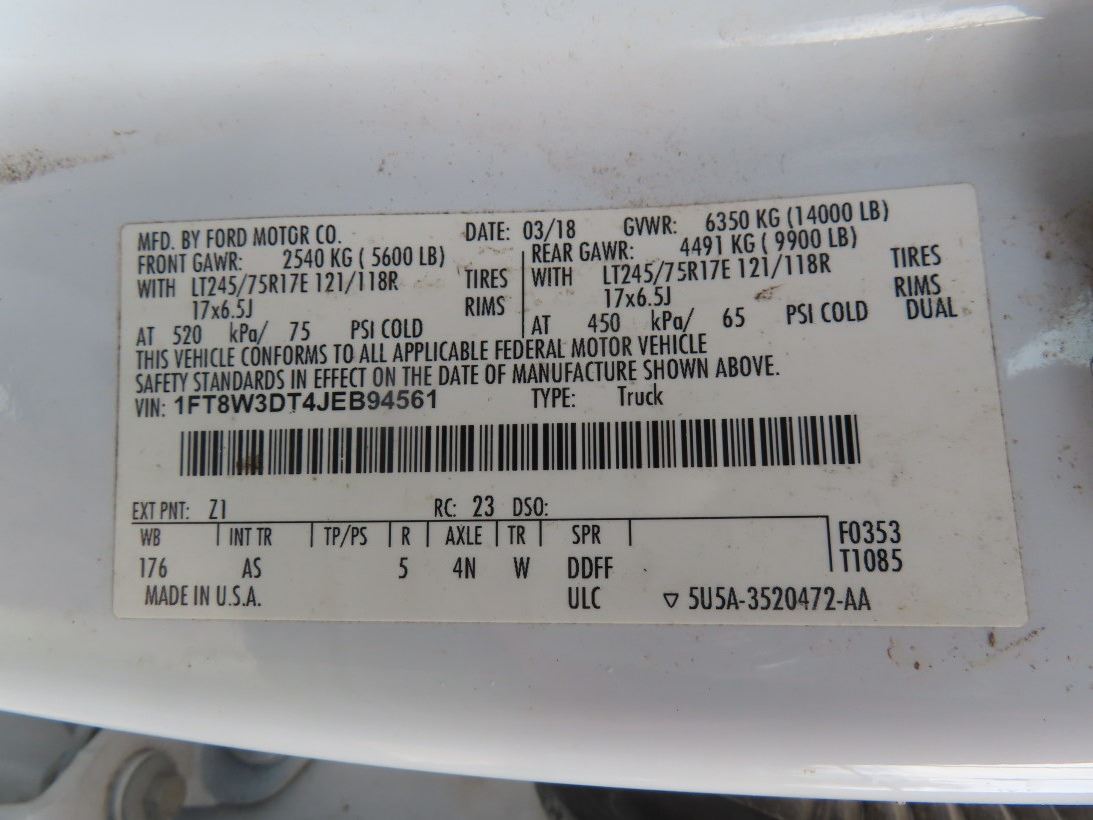 MFD. BY FORD MOTOR CO. DATE: 03/18 GVWR: 6350 KG (14000 LB)
FRONT GAWR: 2540 KG ( 5600 LB) REAR GAWR: 4491 KG ( 9900 LB)
WITH LT245/75R17E 121/118R TIRES WITH LT245/75R17E 121/118R TIRES
17x6.5J RIMS 17x6.5J RIMS
AT 520 kPa/ 75 PSI COLD AT 450 kPa/ 65 PSI COLD DUAL
THIS VEHICLE CONFORMS TO ALL APPLICABLE FEDERAL MOTOR VEHICLE
SAFETY STANDARDS IN EFFECT ON THE DATE OF MANUFACTURE SHOWN ABOVE.
VIN: 1FT8W3DT4JEB94561 TYPE: Truck
EXT PNT: Z1 RC: 23 DSO:
WB INT TR TP/PS R AXLE TR SPR F0353
176 AS 5 4N W DDFF T1085
MADE IN U.S.A. ULC ▽ 5U5A-3520472-AA